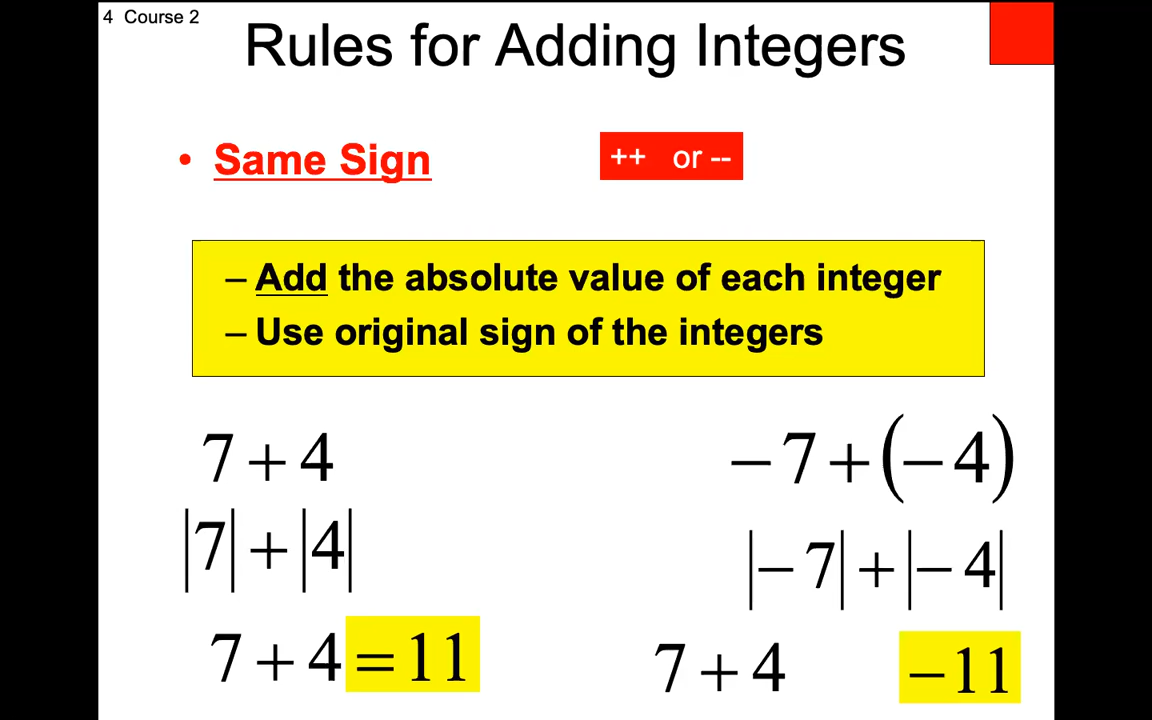 4 Course 2
Rules for Adding Integers
• Same Sign
++ or --
– Add the absolute value of each integer
– Use original sign of the integers
7 + 4
−7 + (−4)
|7| + |4|
|−7| + |−4|
7 + 4 = 11
7 + 4 −11